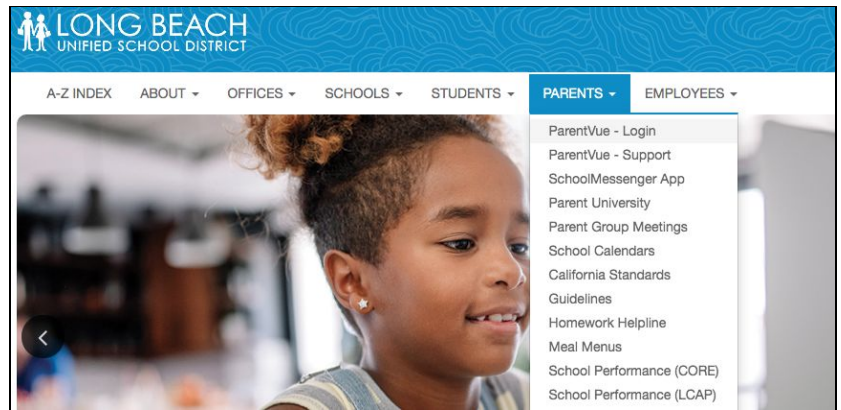 LONG BEACH
UNIFIED SCHOOL DISTRICT
A-Z INDEX ABOUT OFFICES SCHOOLS STUDENTS PARENTS EMPLOYEES
ParentVue - Login
ParentVue - Support
SchoolMessenger App
Parent University
Parent Group Meetings
School Calendars
California Standards
Guidelines
Homework Helpline
Meal Menus
School Performance (CORE)
School Performance (LCAP)